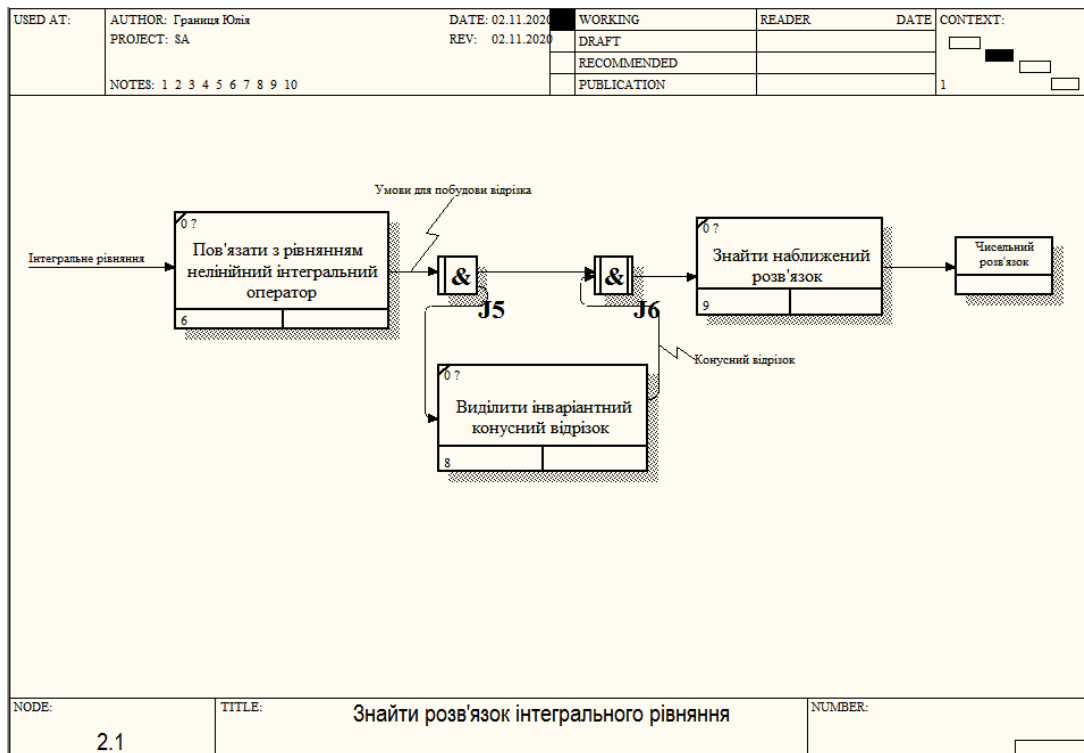 USED AT:
AUTHOR: Границя Юлія
DATE: 02.11.2020
WORKING
READER
DATE
CONTEXT:
PROJECT: SA
REV: 02.11.2020
DRAFT
RECOMMENDED
NOTES: 1 2 3 4 5 6 7 8 9 10
PUBLICATION
1
Умови для побудови відрізка
Інтегральне рівняння
0 ?
Пов'язати з рівнянням
нелінійний інтегральний
оператор
6
&
J5
&
J6
0 ?
Знайти наближений
розв'язок
9
Чисельний
розв'язок
Конусний відрізок
0 ?
Виділити інваріантний
конусний відрізок
8
NODE:
2.1
TITLE:
Знайти розв'язок інтегрального рівняння
NUMBER: